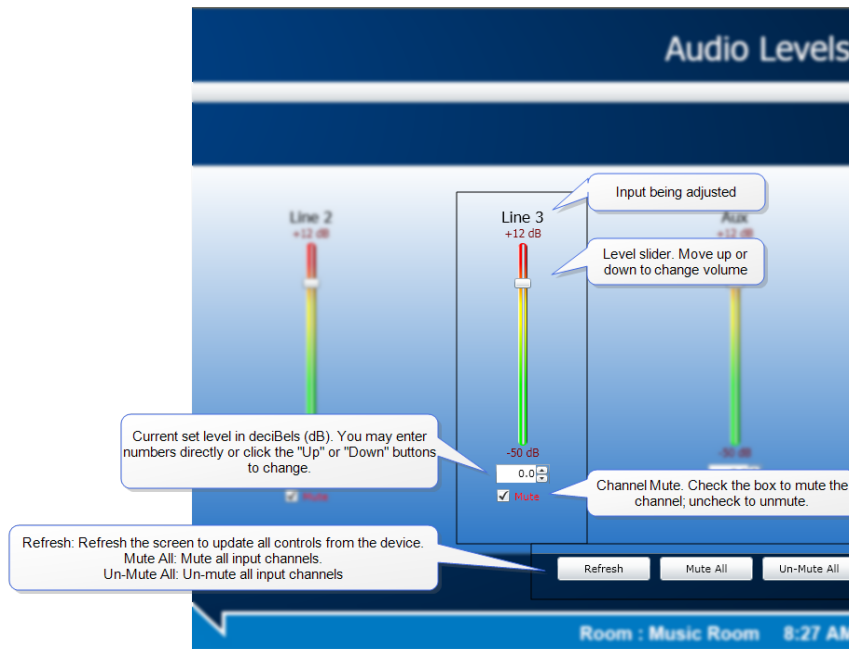 Audio Levels
Input being adjusted
Line 2
+12 dB
Line 3
+12 dB
Aux
+12 dB
Level slider. Move up or
down to change volume
Current set level in deciBels (dB). You may enter
numbers directly or click the "Up" or "Down" buttons
to change.
-50 dB
-50 dB
0.0
Mute
Mute
Channel Mute. Check the box to mute the
channel; uncheck to unmute.
Refresh: Refresh the screen to update all controls from the device.
Mute All: Mute all input channels.
Un-Mute All: Un-mute all input channels
Refresh
Mute All
Un-Mute All
Room : Music Room
8:27 AM